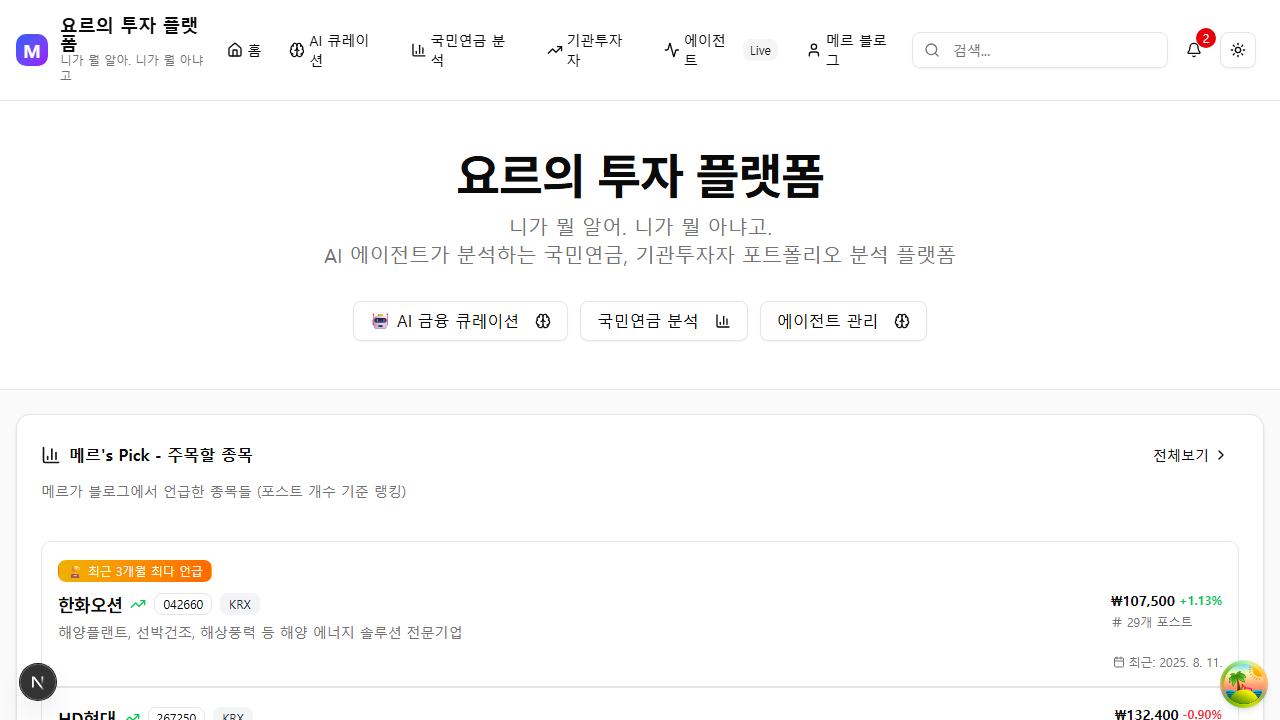 M
요르의 투자 플랫
폼
니가 뭘 알아. 니가 뭘 아냐
고
홈
AI 큐레이
션
국민연금 분
석
기관투자
자
에이전
트
Live
메르 블로
그
검색...
2
요르의 투자 플랫폼
니가 뭘 알어. 니가 뭘 아냐고.
AI 에이전트가 분석하는 국민연금, 기관투자자 포트폴리오 분석 플랫폼
AI 금융 큐레이션
국민연금 분석
에이전트 관리
메르's Pick - 주목할 종목
전체보기
메르가 블로그에서 언급한 종목들 (포스트 개수 기준 랭킹)
최근 3개월 최다 언급
한화오션 042660 KRX
₩107,500 +1.13%
해양플랜트, 선박건조, 해상풍력 등 해양 에너지 솔루션 전문기업
# 29개 포스트
최근: 2025. 8. 11.
N
HD현대 267250 KRX
₩132,400 -0.90%